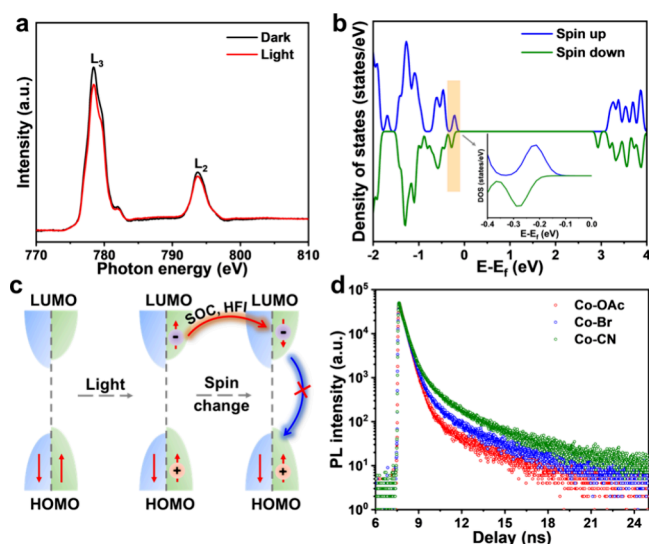 a
Dark
Light
L3
L2
Intensity (a.u.)
770 780 790 800 810
Photon energy (eV)
b
Spin up
Spin down
Density of states (states/eV)
DOS (states/eV)
-0.4 -0.3 -0.2 -0.1 0.0
E-Ef (eV)
-2 -1 0 1 2 3 4
E-Ef (eV)
c
LUMO LUMO LUMO
SOC, HFI
- -
Light
Spin
change
+ +
HOMO HOMO HOMO
d
Co-OAc
Co-Br
Co-CN
PL intensity (a.u.)
10^5
10^4
10^3
10^2
10^1
10^0
6 9 12 15 18 21 24
Delay (ns)